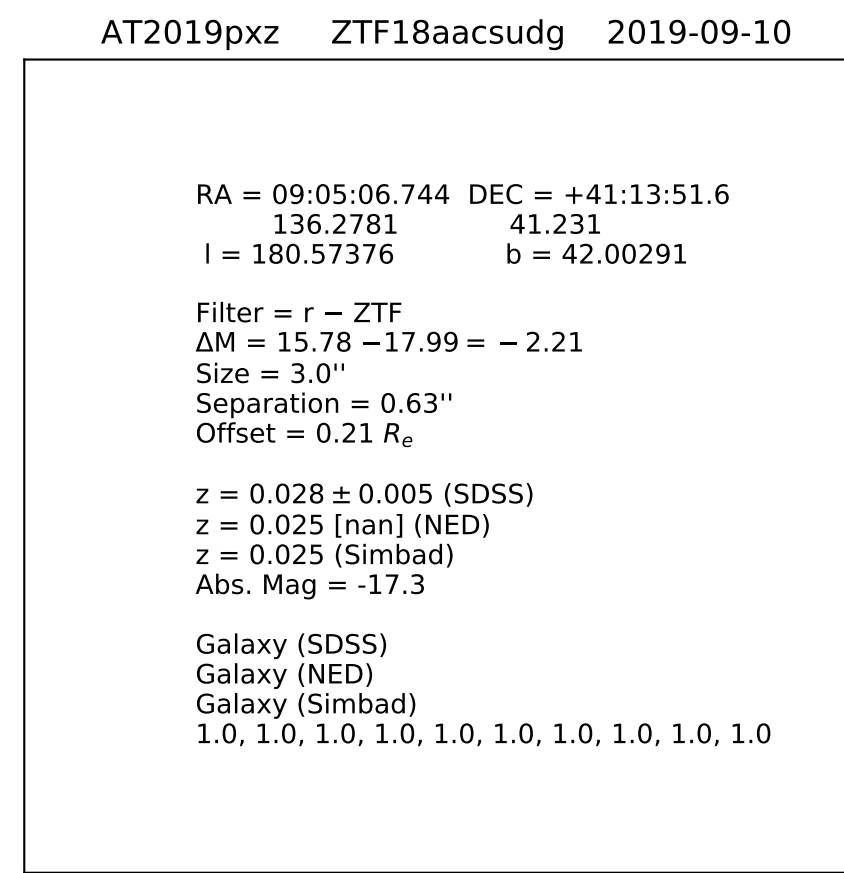 AT2019pxz ZTF18aacsudg 2019-09-10
RA = 09:05:06.744 DEC = +41:13:51.6
136.2781 41.231
l = 180.57376 b = 42.00291
Filter = r − ZTF
ΔM = 15.78 −17.99 = − 2.21
Size = 3.0''
Separation = 0.63''
Offset = 0.21 Re
z = 0.028 ± 0.005 (SDSS)
z = 0.025 [nan] (NED)
z = 0.025 (Simbad)
Abs. Mag = -17.3
Galaxy (SDSS)
Galaxy (NED)
Galaxy (Simbad)
1.0, 1.0, 1.0, 1.0, 1.0, 1.0, 1.0, 1.0, 1.0, 1.0